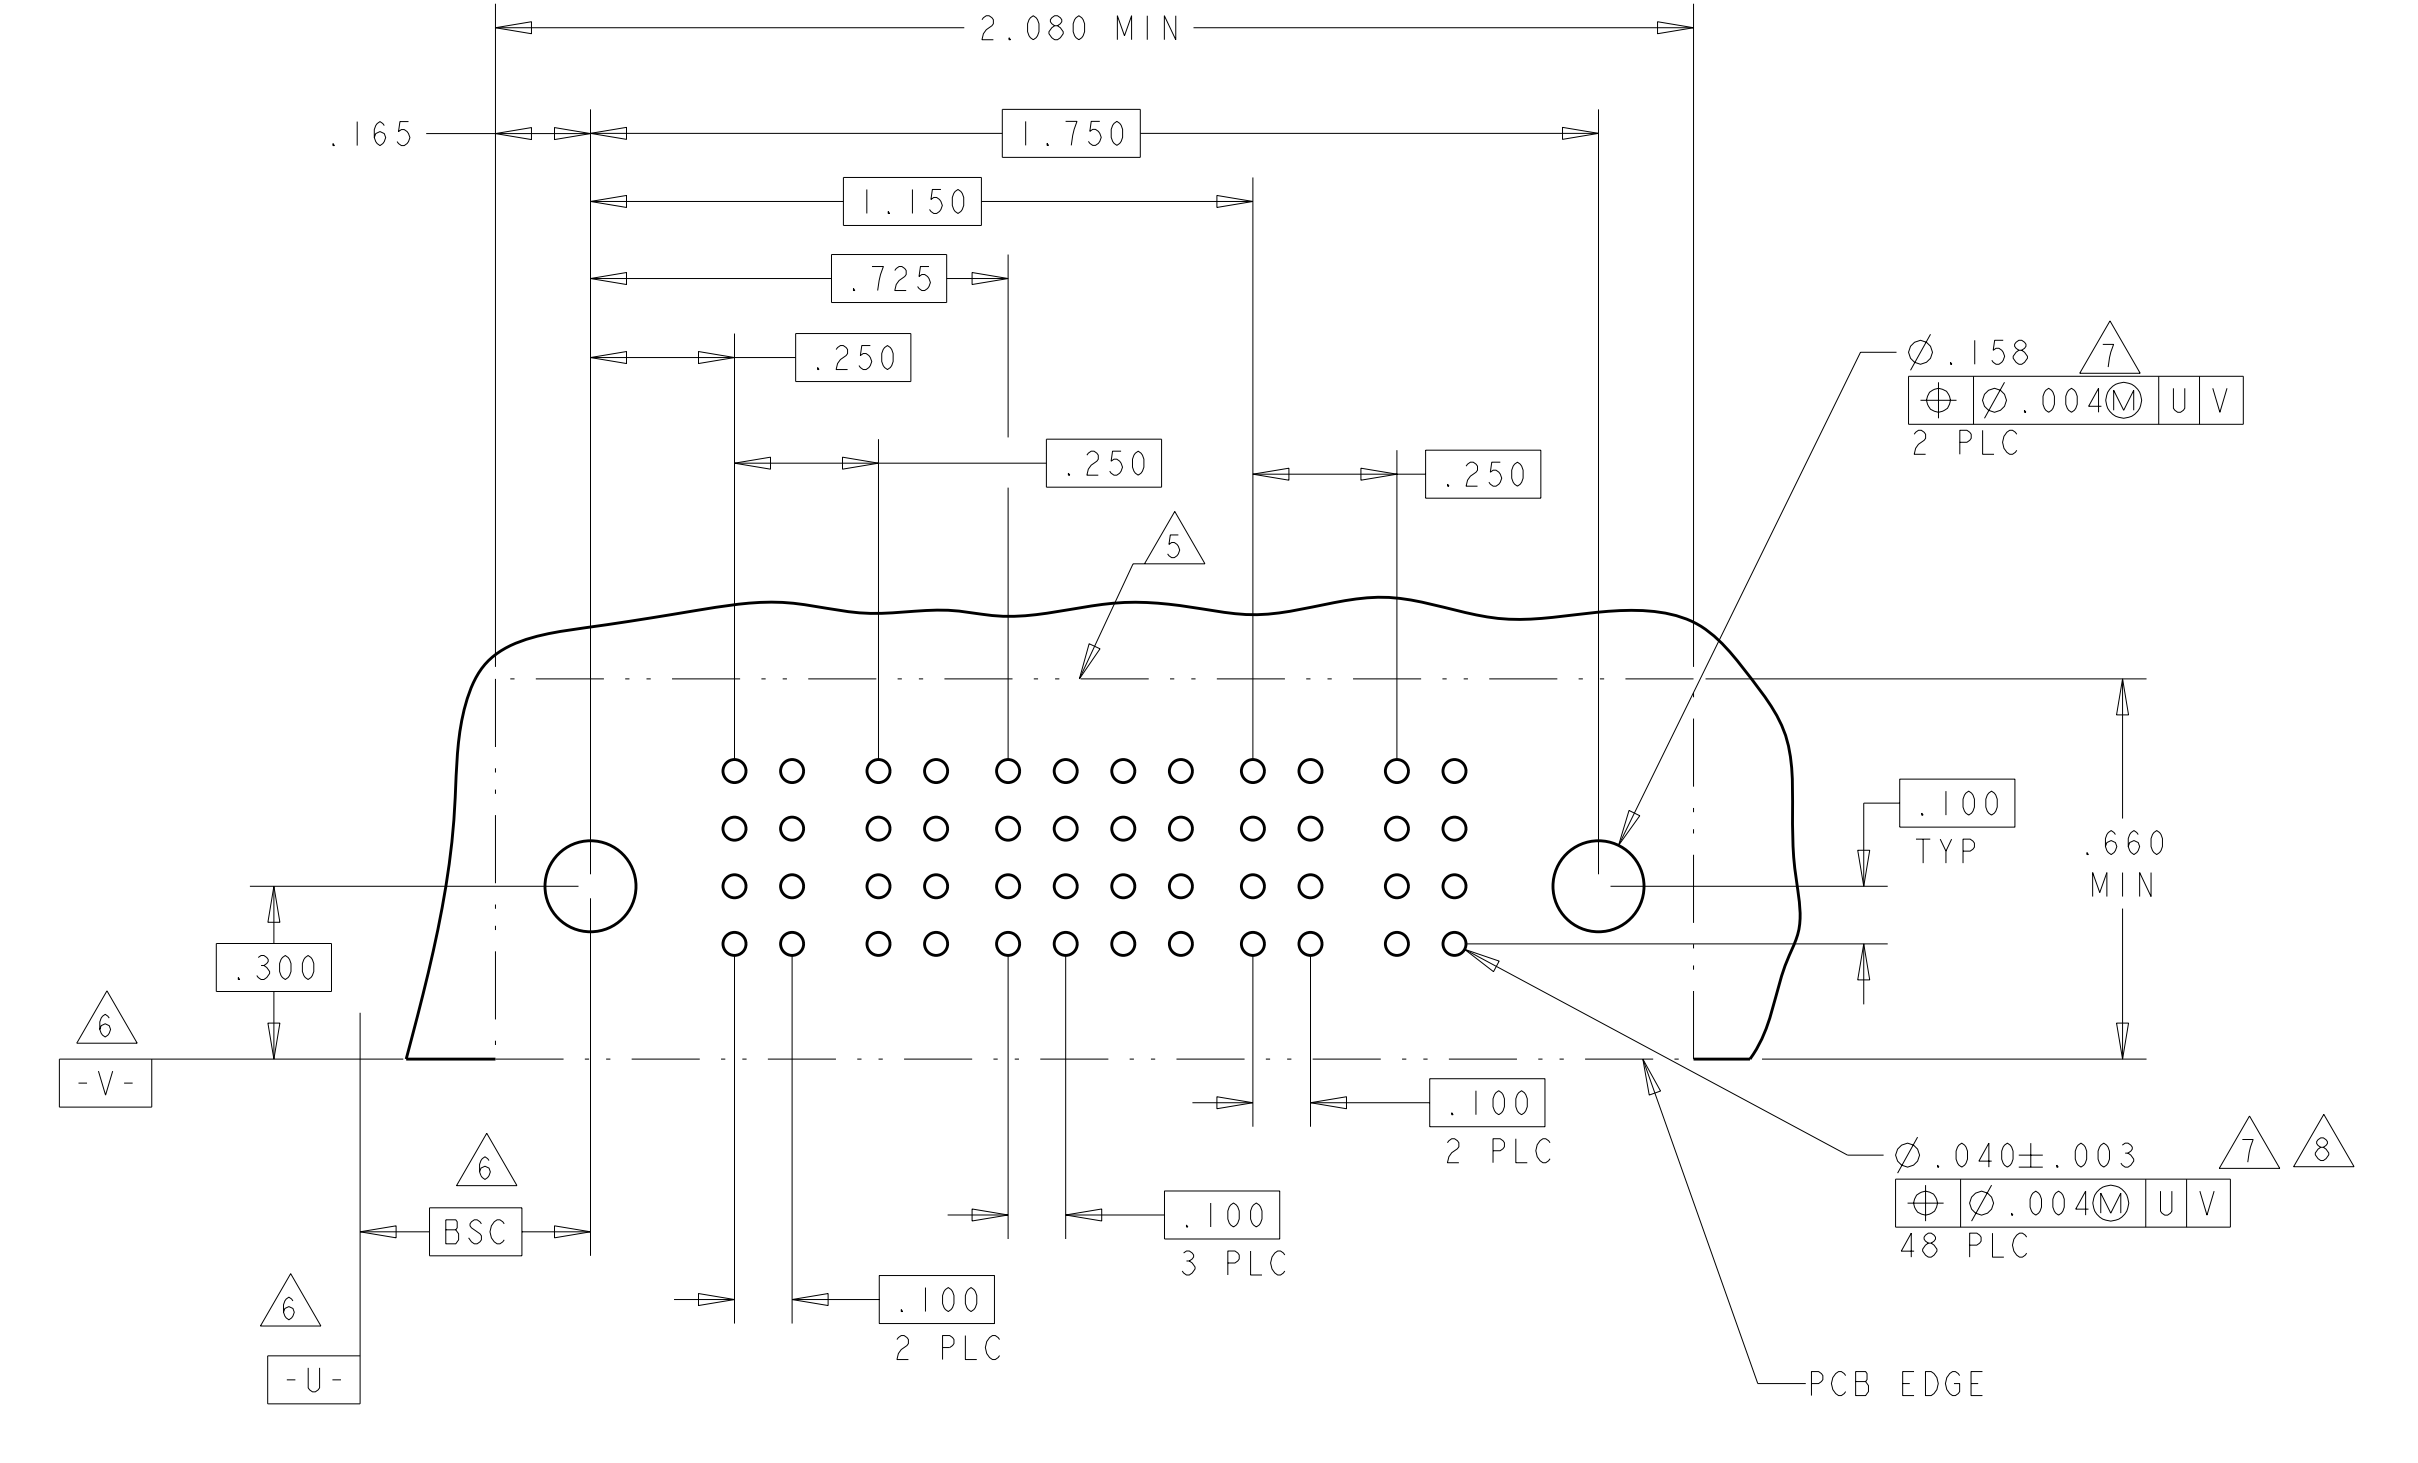 2.080 MIN
.165
1.750
1.150
.725
.250
.250
.250
5
Ø.158 7
⌖ Ø.004Ⓜ U V
2 PLC
.100
TYP
.660
MIN
.300
6
-V-
6
BSC
6
-U-
.100
2 PLC
.100
3 PLC
.100
2 PLC
Ø.040±.003 7 8
⌖ Ø.004Ⓜ U V
48 PLC
PCB EDGE